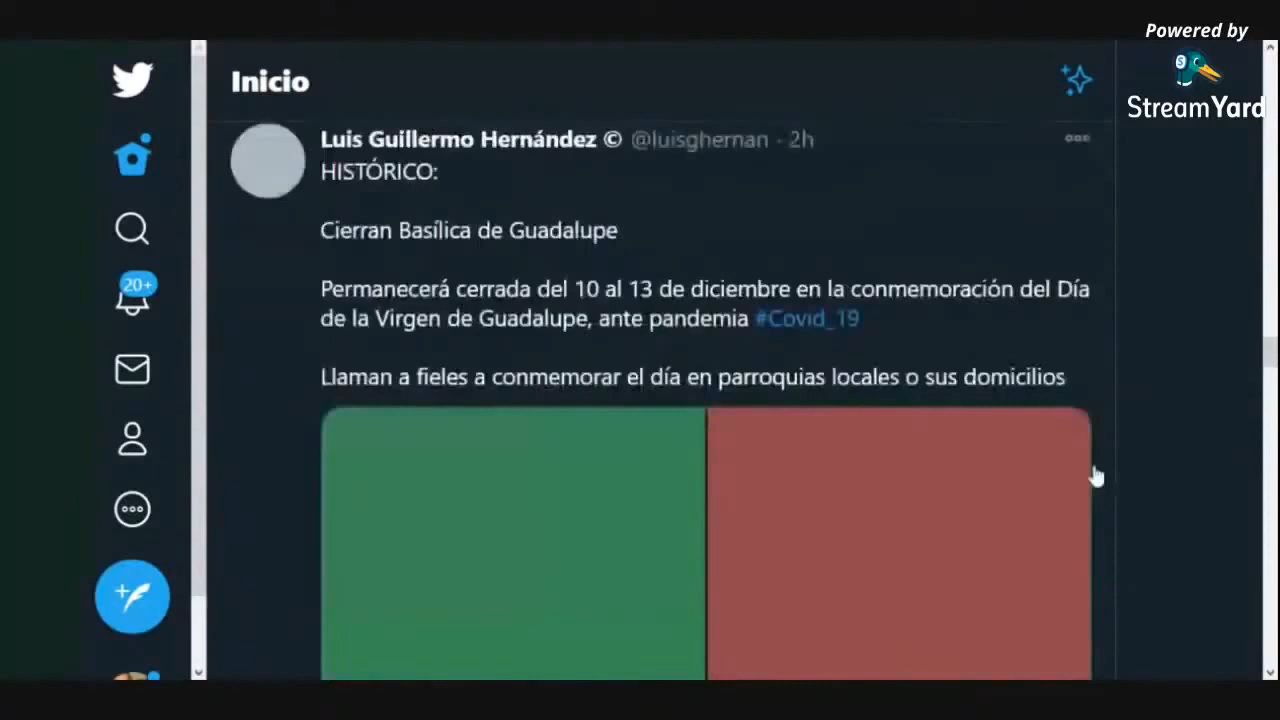 Powered by
StreamYard
Inicio
Luis Guillermo Hernández © @luisghernan · 2h
HISTÓRICO:
Cierran Basílica de Guadalupe
20+
Permanecerá cerrada del 10 al 13 de diciembre en la conmemoración del Día
de la Virgen de Guadalupe, ante pandemia #Covid_19
Llaman a fieles a conmemorar el día en parroquias locales o sus domicilios